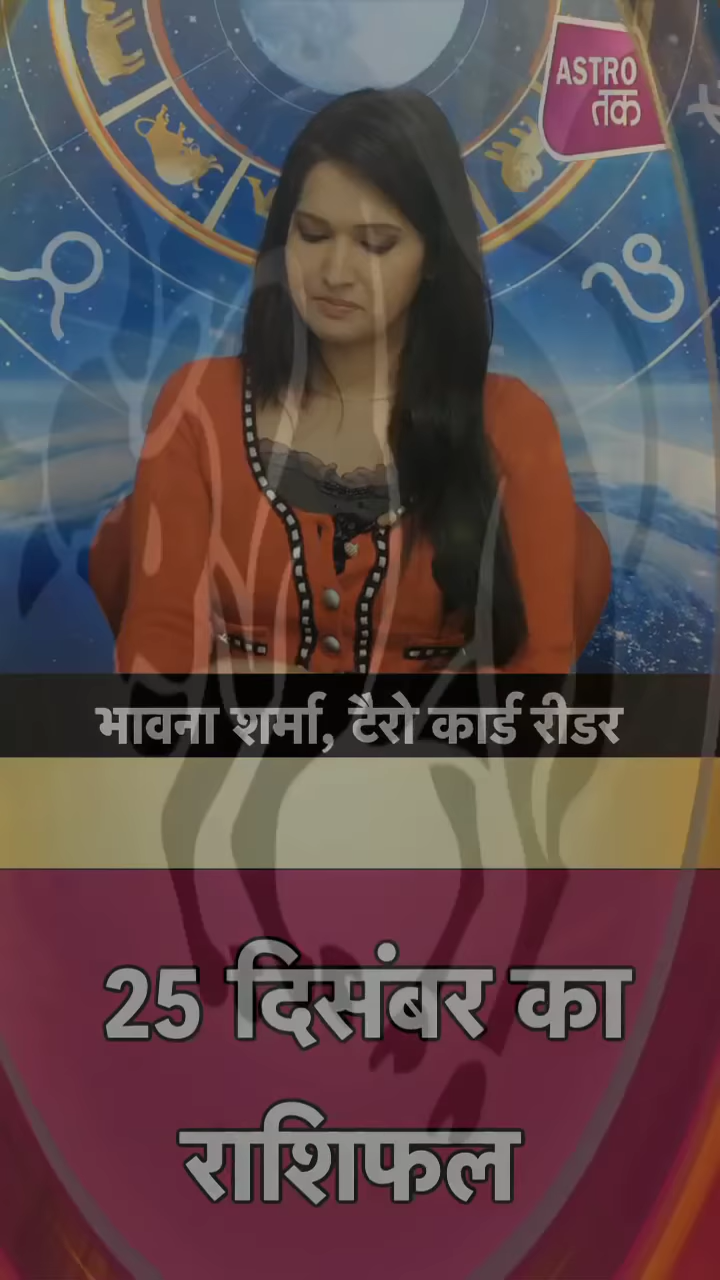 ASTRO
तक
भावना शर्मा, टैरो कार्ड रीडर
25 दिसंबर का
राशिफल